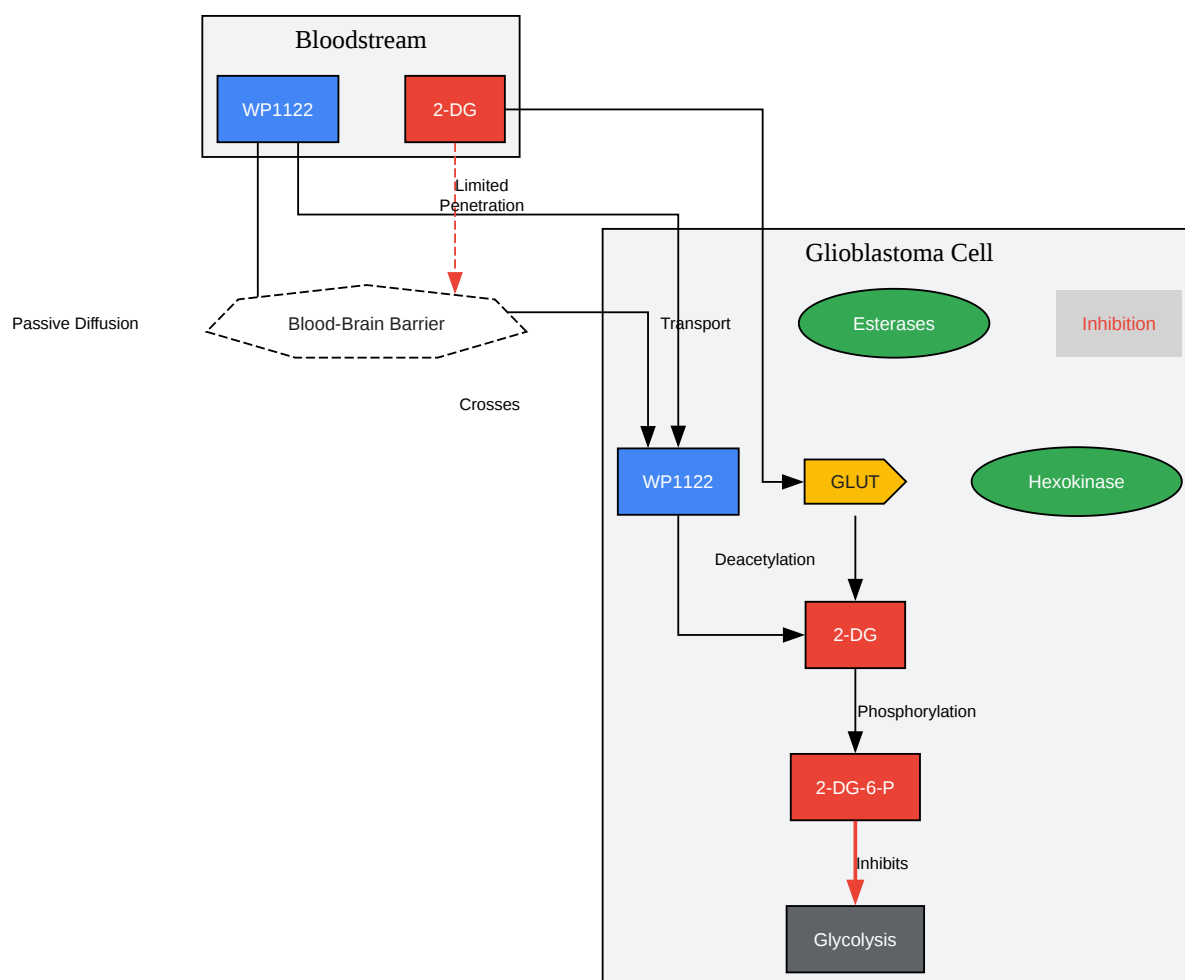 Bloodstream
WP1122
2-DG
Limited
Penetration
Glioblastoma Cell
Passive Diffusion
Blood-Brain Barrier
Transport
Esterases
Inhibition
Crosses
WP1122
GLUT
Hexokinase
Deacetylation
2-DG
Phosphorylation
2-DG-6-P
Inhibits
Glycolysis